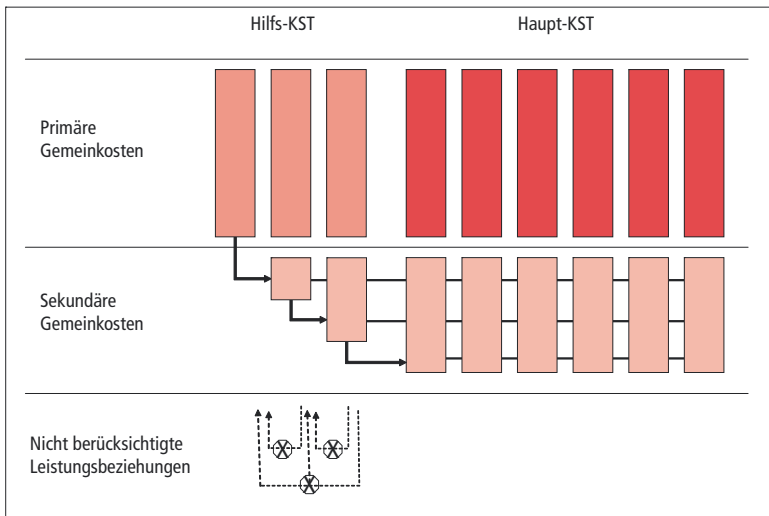 Hilfs-KST
Haupt-KST
Primäre
Gemeinkosten
Sekundäre
Gemeinkosten
Nicht berücksichtigte
Leistungsbeziehungen